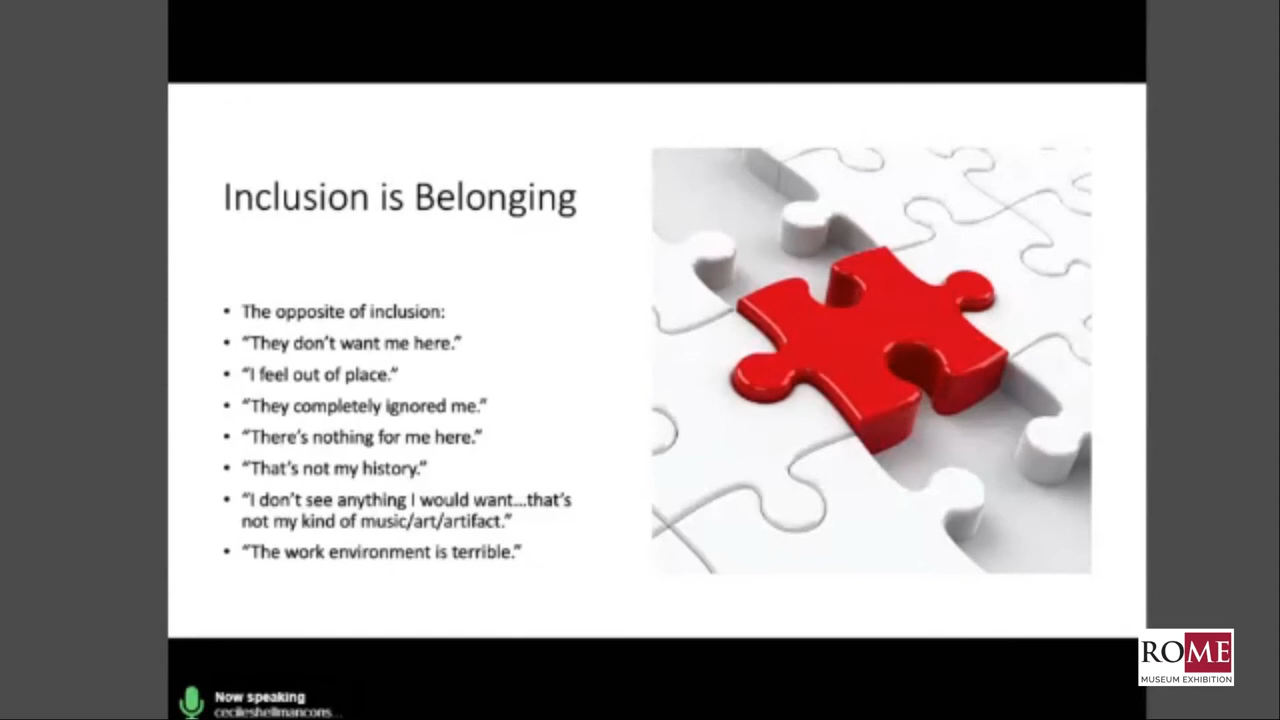 Inclusion is Belonging
• The opposite of inclusion:
• “They don’t want me here.”
• “I feel out of place.”
• “They completely ignored me.”
• “There’s nothing for me here.”
• “That’s not my history.”
• “I don’t see anything I would want…that’s
not my kind of music/art/artifact.”
• “The work environment is terrible.”
ROME
MUSEUM EXHIBITION
Now speaking
cecileshellmancons...